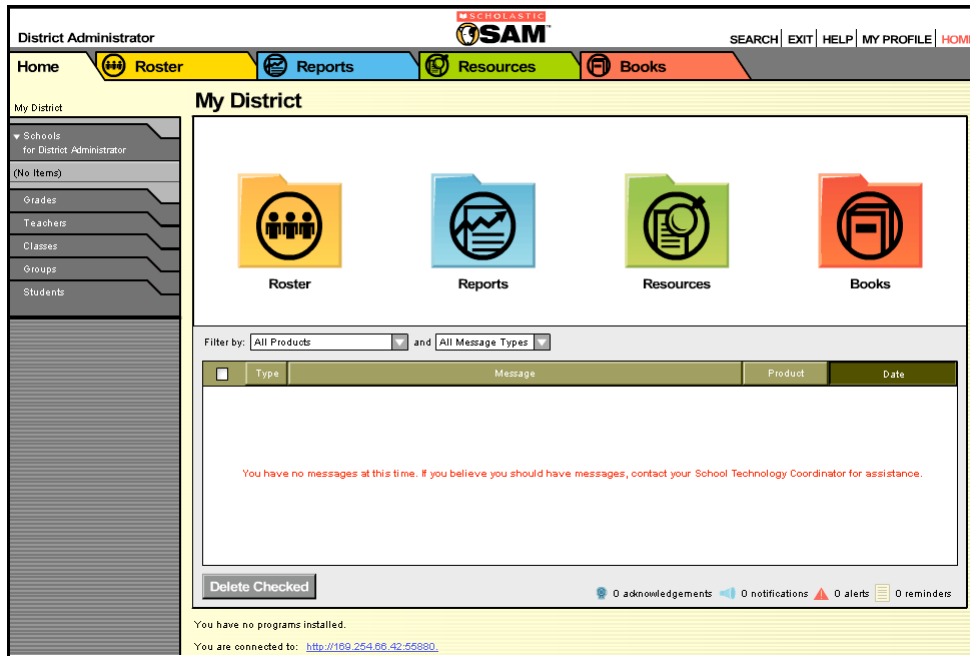 SCHOLASTIC
District Administrator
SAM
SEARCH EXIT HELP MY PROFILE HOME
Home Roster Reports Resources Books
My District
My District
Schools
for District Administrator
(No Items)
Grades
Teachers
Classes
Groups
Students
Roster Reports Resources Books
Filter by: All Products and All Message Types
Type Message Product Date
You have no messages at this time. If you believe you should have messages, contact your School Technology Coordinator for assistance.
Delete Checked
0 acknowledgements 0 notifications 0 alerts 0 reminders
You have no programs installed.
You are connected to: http://169.254.66.42:55880.